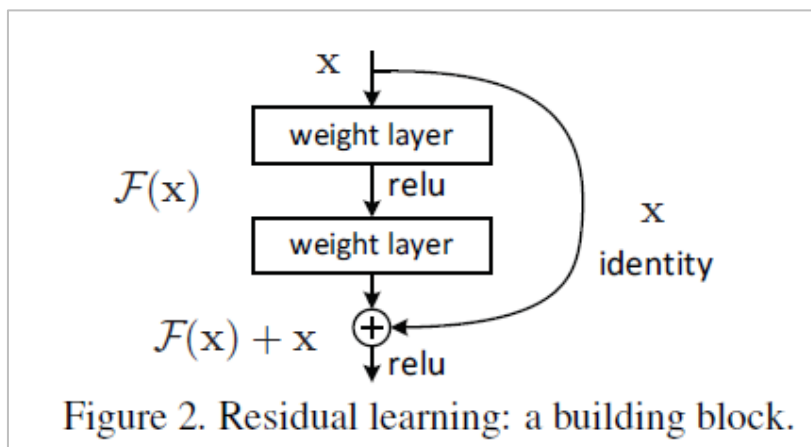 x
weight layer
relu
F(x)
x
weight layer
identity
F(x) + x
+
relu
Figure 2. Residual learning: a building block.